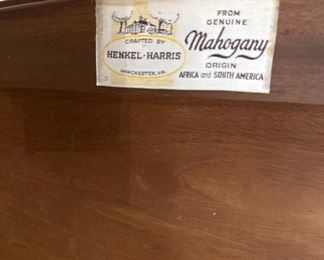 CRAFTED BY
HENKEL-HARRIS
WINCHESTER, VA.
FROM
GENUINE
Mahogany
ORIGIN
AFRICA and SOUTH AMERICA